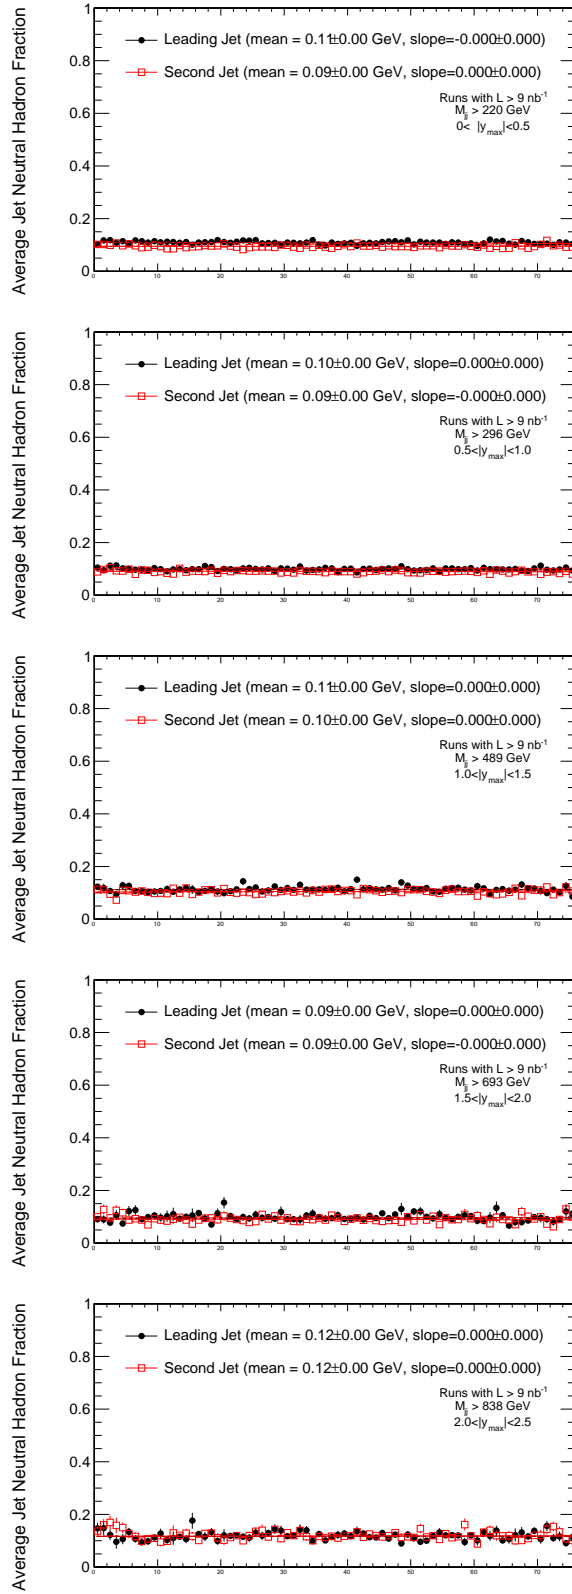 Average Jet Neutral Hadron Fraction
1
0.8
0.6
0.4
0.2
0
Leading Jet (mean = 0.11±0.00 GeV, slope=-0.000±0.000)
Second Jet (mean = 0.09±0.00 GeV, slope=0.000±0.000)
Runs with L > 9 nb-1
Mjj > 220 GeV
0< |ymax|<0.5
0 10 20 30 40 50 60 70
Average Jet Neutral Hadron Fraction
1
0.8
0.6
0.4
0.2
0
Leading Jet (mean = 0.10±0.00 GeV, slope=0.000±0.000)
Second Jet (mean = 0.09±0.00 GeV, slope=-0.000±0.000)
Runs with L > 9 nb-1
Mjj > 296 GeV
0.5<|ymax|<1.0
0 10 20 30 40 50 60 70
Average Jet Neutral Hadron Fraction
1
0.8
0.6
0.4
0.2
0
Leading Jet (mean = 0.11±0.00 GeV, slope=0.000±0.000)
Second Jet (mean = 0.10±0.00 GeV, slope=0.000±0.000)
Runs with L > 9 nb-1
Mjj > 489 GeV
1.0<|ymax|<1.5
0 10 20 30 40 50 60 70
Average Jet Neutral Hadron Fraction
1
0.8
0.6
0.4
0.2
0
Leading Jet (mean = 0.09±0.00 GeV, slope=0.000±0.000)
Second Jet (mean = 0.09±0.00 GeV, slope=-0.000±0.000)
Runs with L > 9 nb-1
Mjj > 693 GeV
1.5<|ymax|<2.0
0 10 20 30 40 50 60 70
Average Jet Neutral Hadron Fraction
1
0.8
0.6
0.4
0.2
0
Leading Jet (mean = 0.12±0.00 GeV, slope=0.000±0.000)
Second Jet (mean = 0.12±0.00 GeV, slope=0.000±0.000)
Runs with L > 9 nb-1
Mjj > 838 GeV
2.0<|ymax|<2.5
0 10 20 30 40 50 60 70